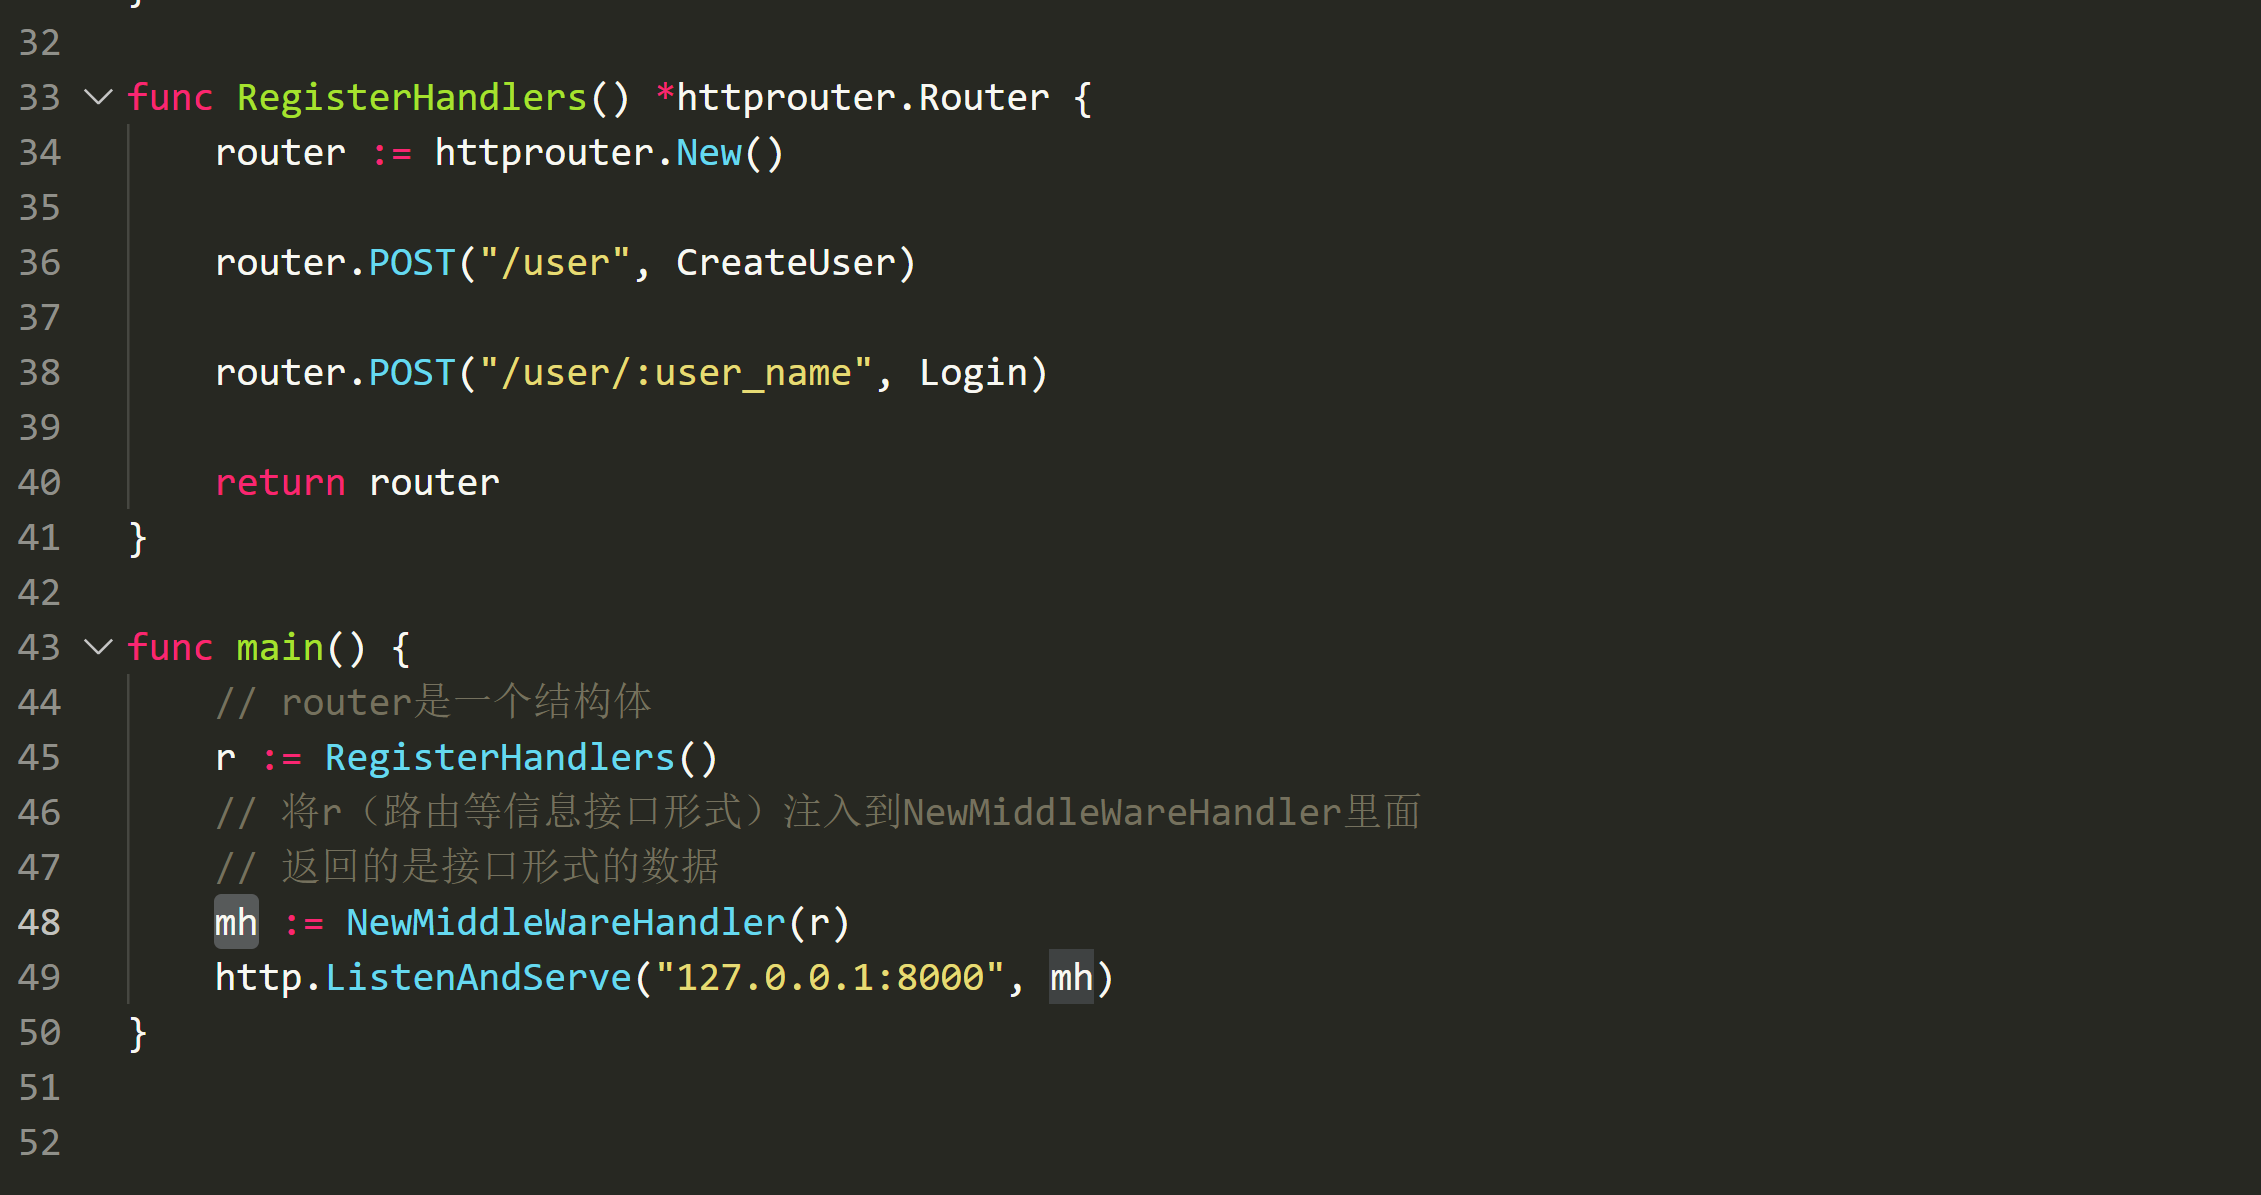 32
33 func RegisterHandlers() *httprouter.Router {
34 router := httprouter.New()
35
36 router.POST("/user", CreateUser)
37
38 router.POST("/user/:user_name", Login)
39
40 return router
41 }
42
43 func main() {
44 // router是一个结构体
45 r := RegisterHandlers()
46 // 将r（路由等信息接口形式）注入到NewMiddleWareHandler里面
47 // 返回的是接口形式的数据
48 mh := NewMiddleWareHandler(r)
49 http.ListenAndServe("127.0.0.1:8000", mh)
50 }
51
52